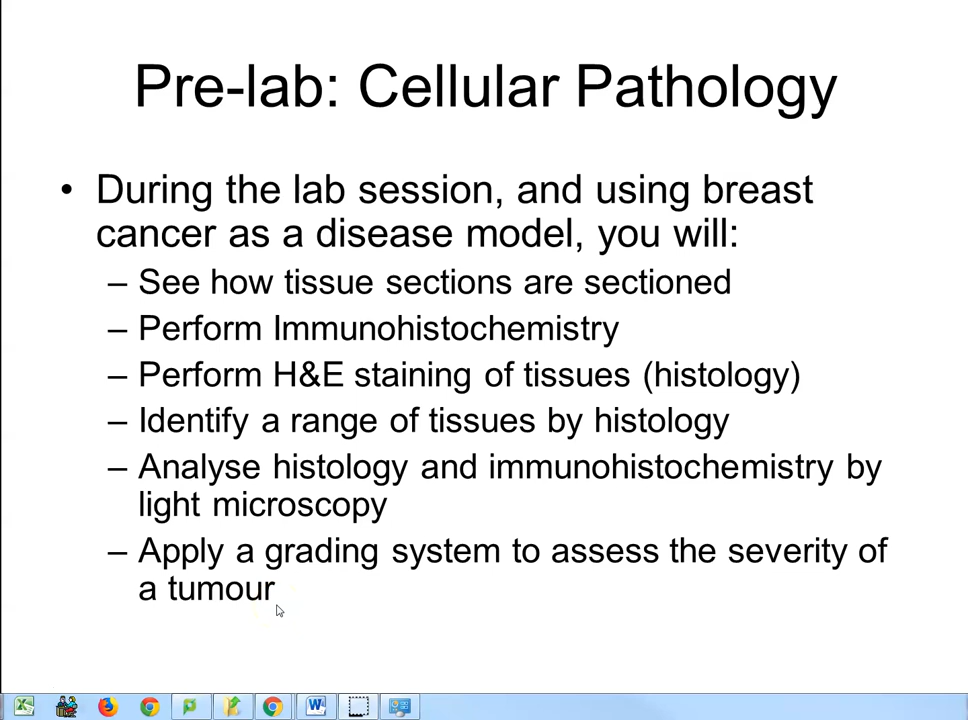 Pre-lab: Cellular Pathology
• During the lab session, and using breast
cancer as a disease model, you will:
– See how tissue sections are sectioned
– Perform Immunohistochemistry
– Perform H&E staining of tissues (histology)
– Identify a range of tissues by histology
– Analyse histology and immunohistochemistry by
light microscopy
– Apply a grading system to assess the severity of
a tumour